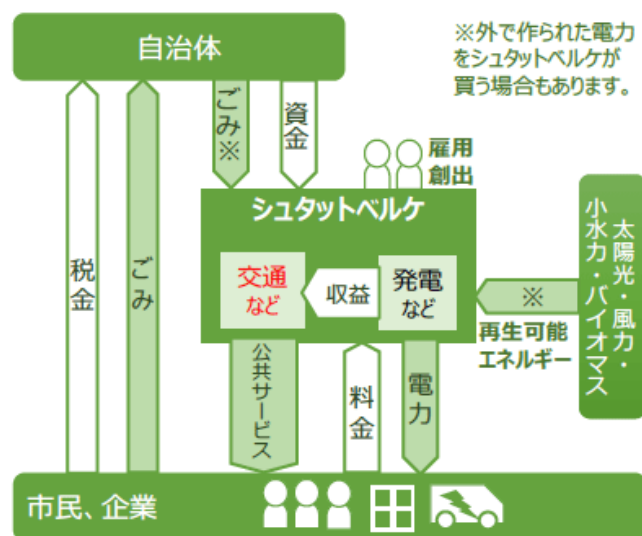 自治体
※外で作られた電力
をシュタットベルケが
買う場合もあります。
税金
ごみ
ごみ※
資金
雇用
創出
シュタットベルケ
交通
など
収益
発電
など
※
再生可能
エネルギー
太陽光・風力・
小水力・バイオマス
公共サービス
料金
電力
市民、企業